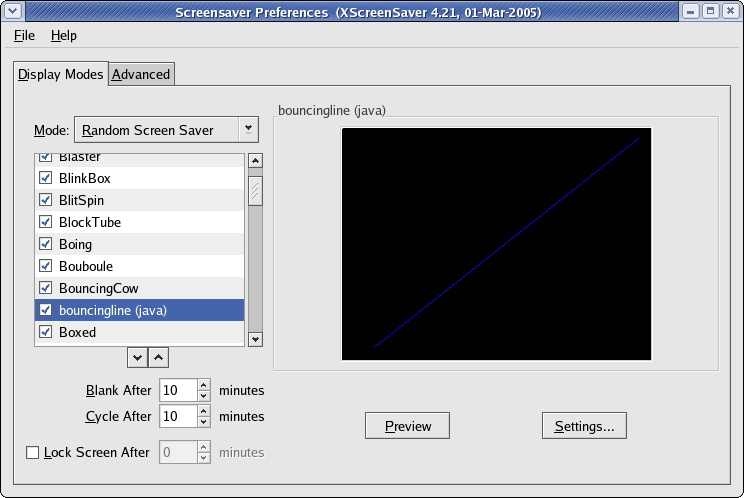 Screensaver Preferences (XScreenSaver 4.21, 01-Mar-2005)
File Help
Display Modes Advanced
Mode: Random Screen Saver
Blaster
BlinkBox
BlitSpin
BlockTube
Boing
Bouboule
BouncingCow
bouncingline (java)
Boxed
Blank After 10 minutes
Cycle After 10 minutes
Lock Screen After 0 minutes
bouncingline (java)
Preview Settings...